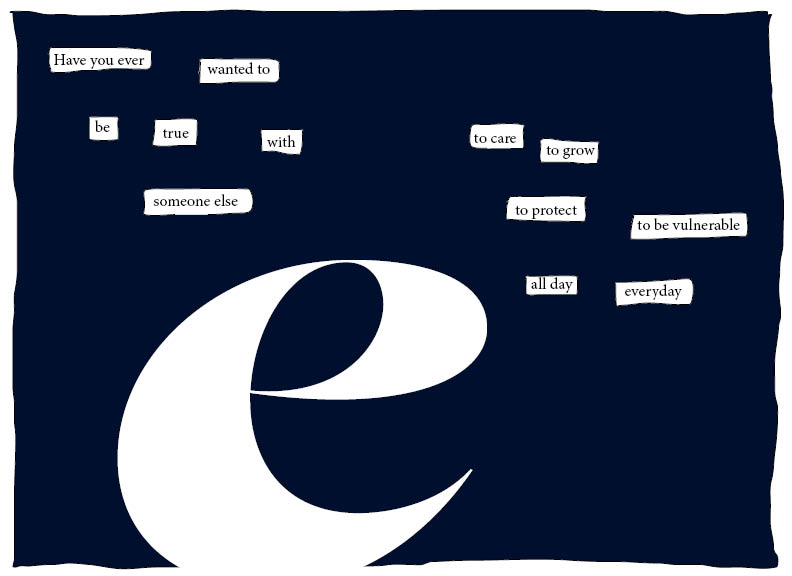 Have you ever wanted to
be true with
someone else
to care to grow
to protect to be vulnerable
all day everyday
e